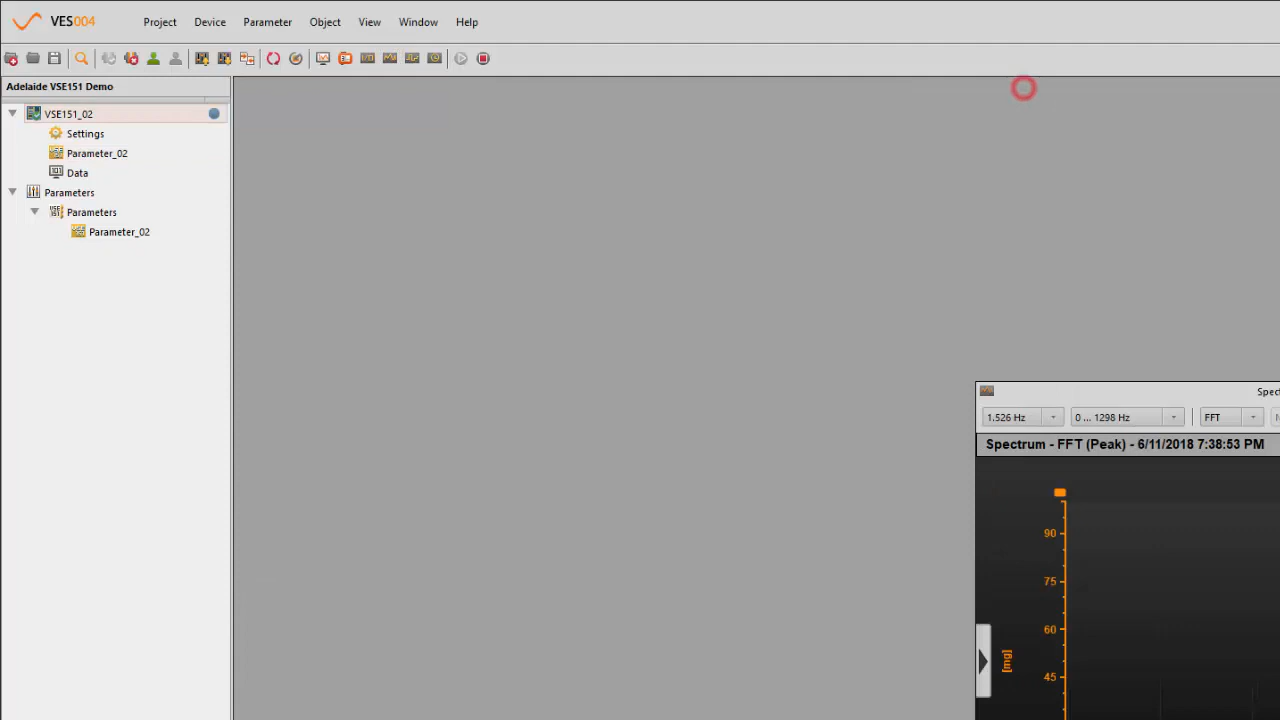 VES004
Project Device Parameter Object View Window Help
Adelaide VSE151 Demo
VSE151_02
Settings
Parameter_02
Data
Parameters
Parameters
Parameter_02
1.526 Hz 0 ... 1298 Hz FFT
Spectrum - FFT (Peak) - 6/11/2018 7:38:53 PM
90
75
60
[mg]
45